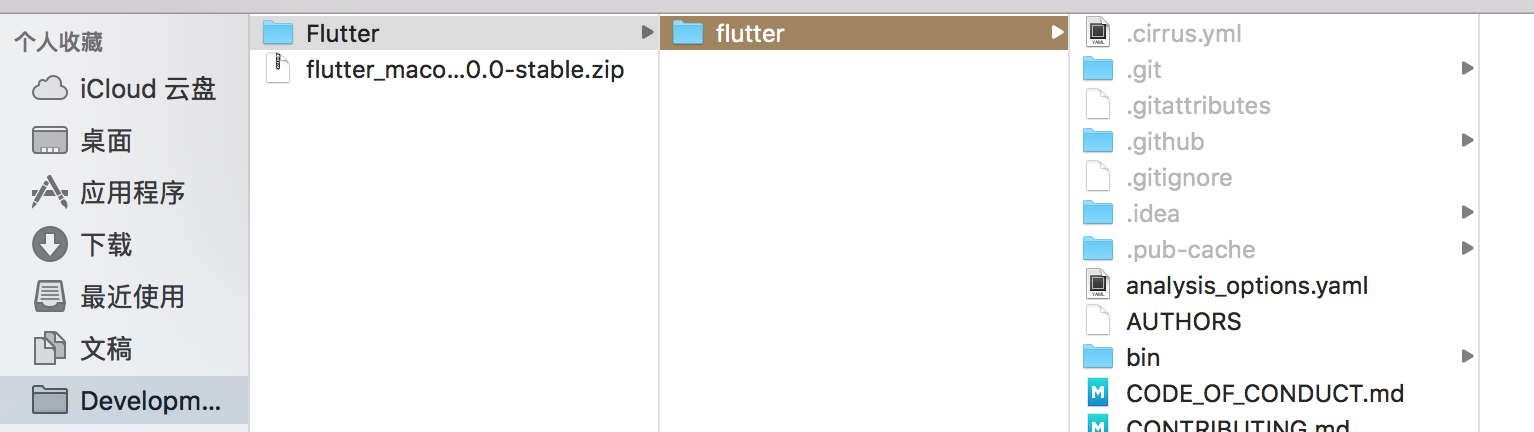 个人收藏
iCloud 云盘
桌面
应用程序
下载
最近使用
文稿
Developm...
Flutter
flutter_maco...0.0-stable.zip
flutter
.cirrus.yml
.git
.gitattributes
.github
.gitignore
.idea
.pub-cache
analysis_options.yaml
AUTHORS
bin
CODE_OF_CONDUCT.md
CONTRIBUTING.md
YAML
YAML